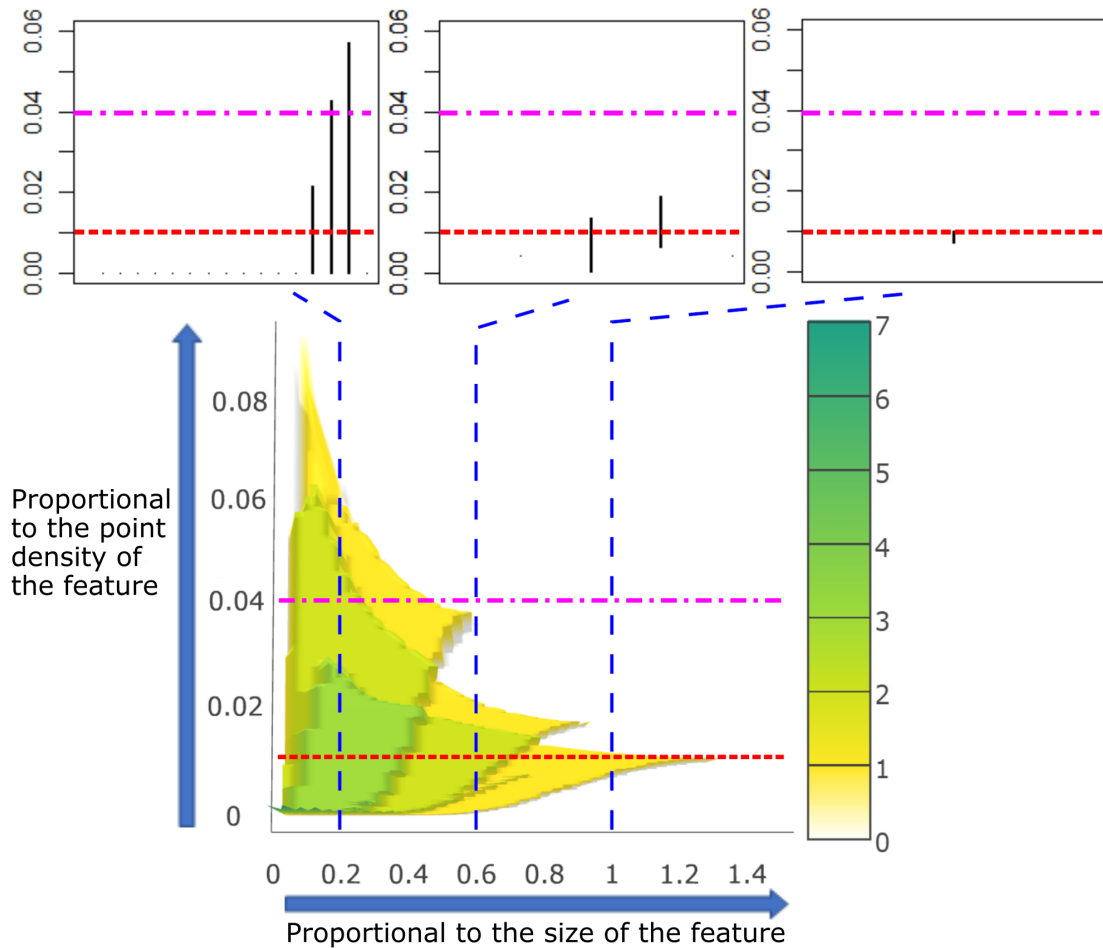 0.00 0.02 0.04 0.06
0.00 0.02 0.04 0.06
0.00 0.02 0.04 0.06
Proportional
to the point
density of
the feature
0.08
0.06
0.04
0.02
0
0 0.2 0.4 0.6 0.8 1 1.2 1.4
Proportional to the size of the feature
7
6
5
4
3
2
1
0